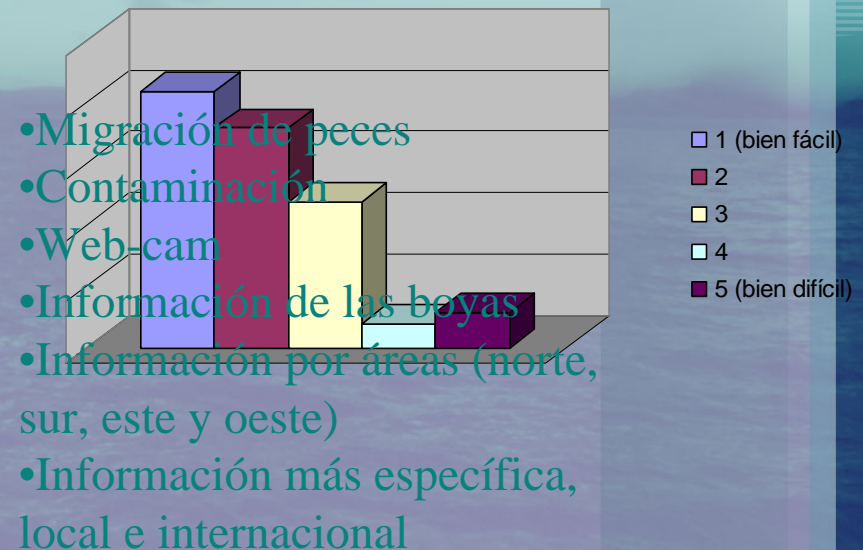 •Migración de peces
•Contaminación
•Web-cam
•Información de las boyas
•Información por áreas (norte,
sur, este y oeste)
•Información más específica,
local e internacional
1 (bien fácil)
2
3
4
5 (bien difícil)